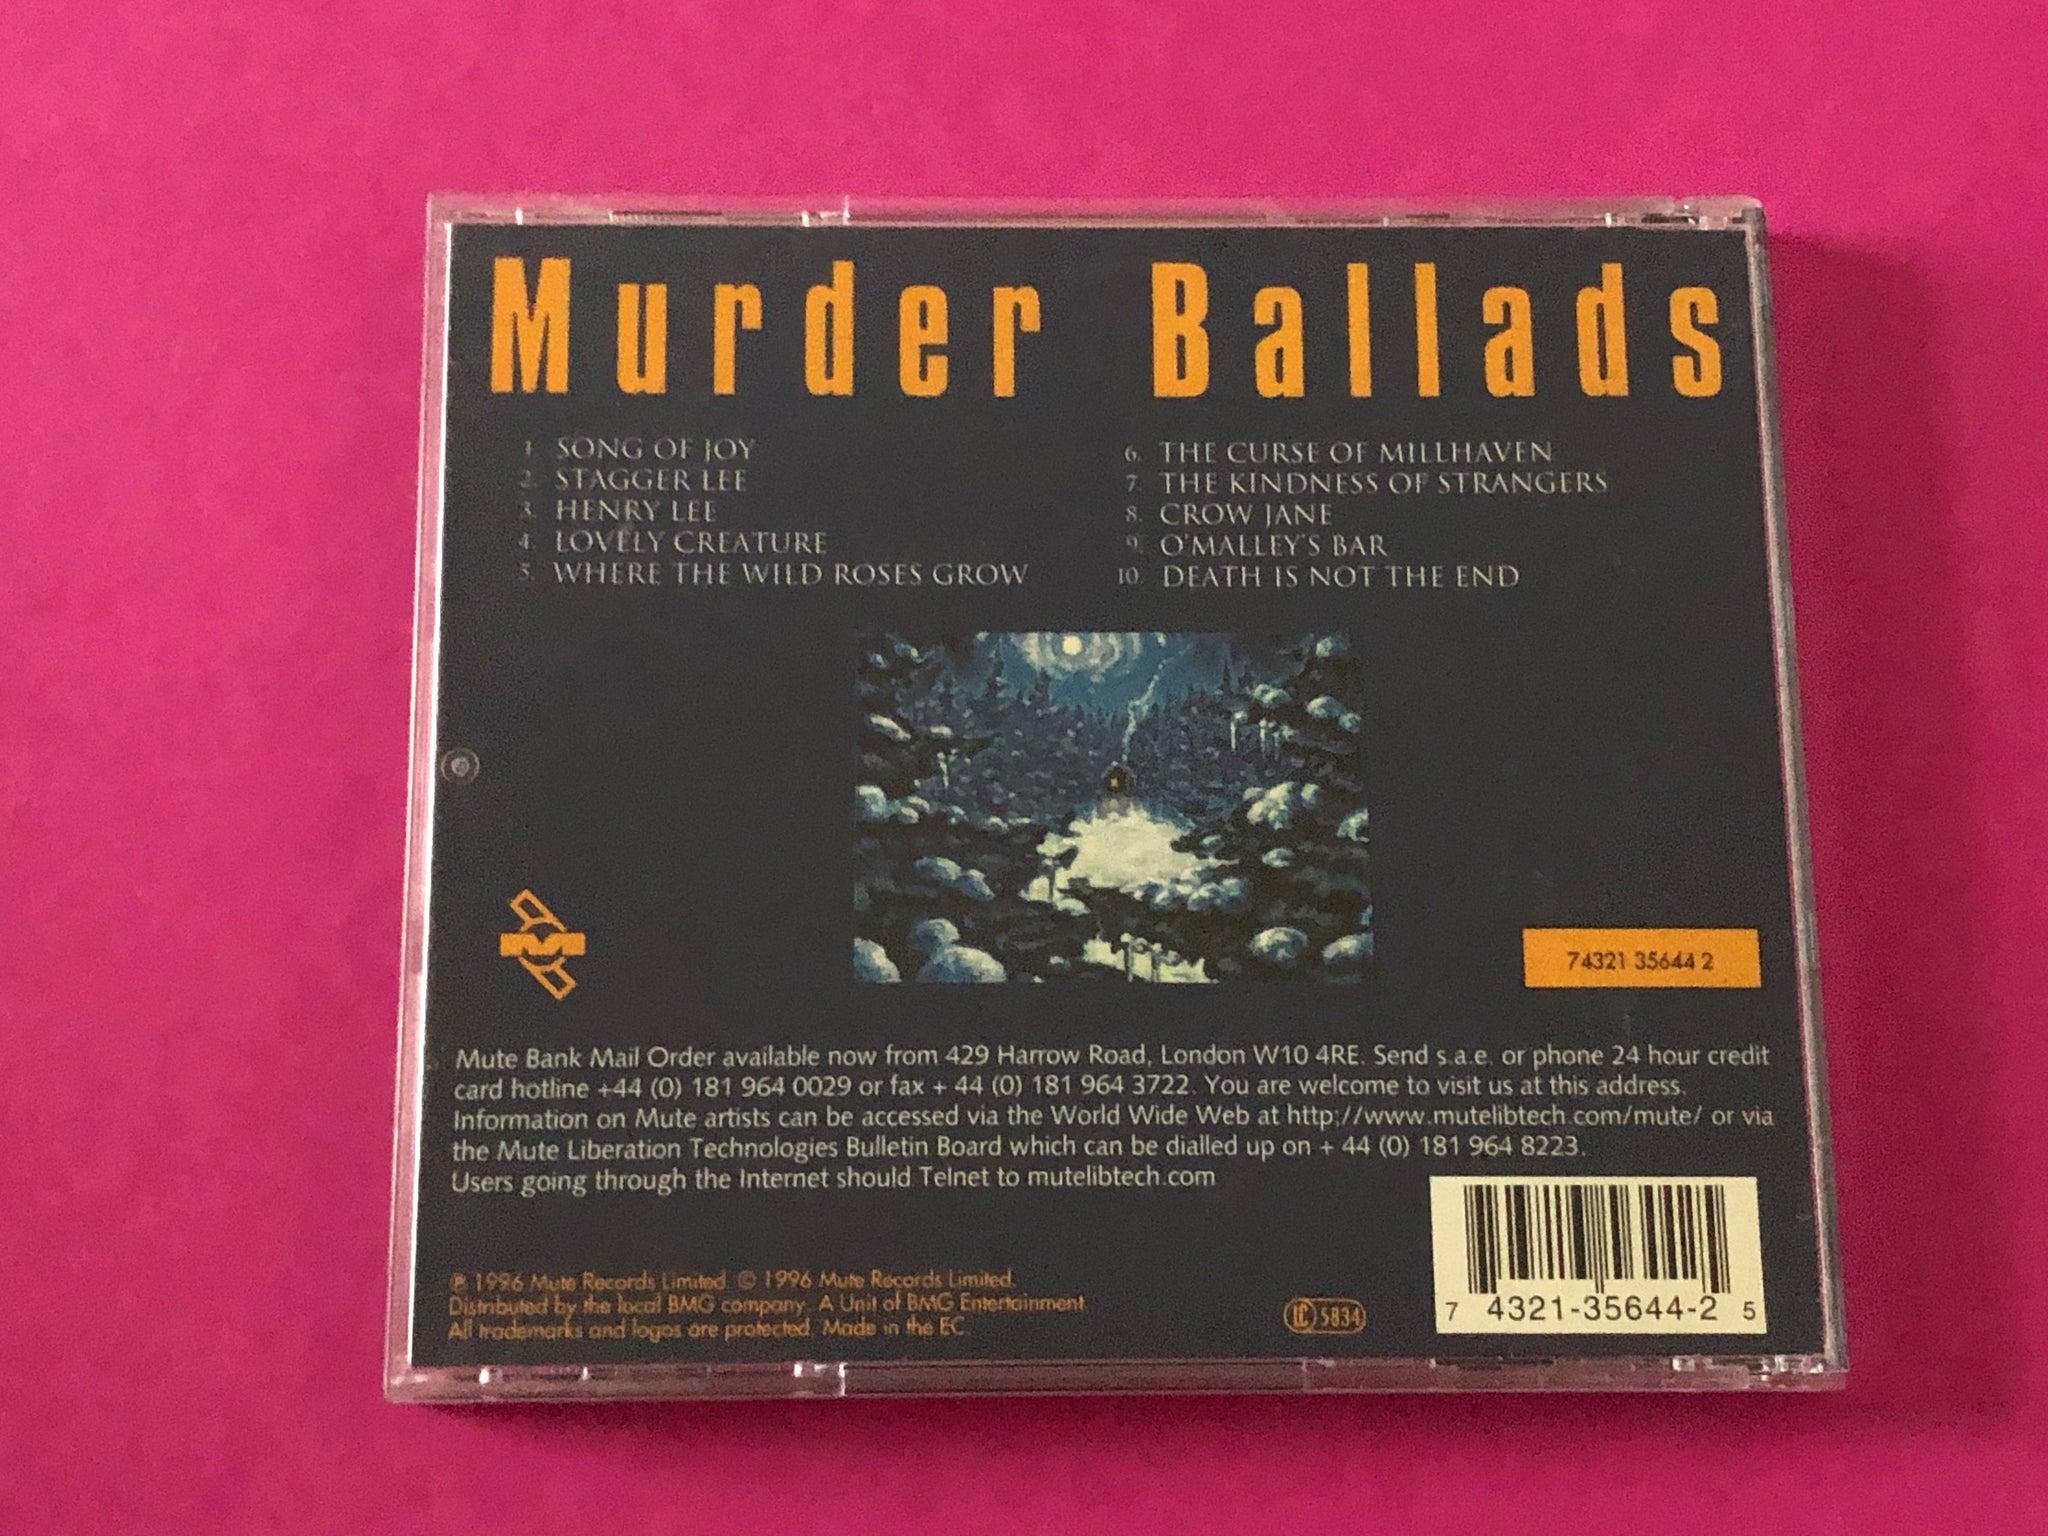 Murder Ballads
1. SONG OF JOY
2. STAGGER LEE
3. HENRY LEE
4. LOVELY CREATURE
5. WHERE THE WILD ROSES GROW
6. THE CURSE OF MILLHAVEN
7. THE KINDNESS OF STRANGERS
8. CROW JANE
9. O'MALLEY'S BAR
10. DEATH IS NOT THE END
M
74321 35644 2
Mute Bank Mail Order available now from 429 Harrow Road, London W10 4RE. Send s.a.e. or phone 24 hour credit
card hotline +44 (0) 181 964 0029 or fax + 44 (0) 181 964 3722. You are welcome to visit us at this address.
Information on Mute artists can be accessed via the World Wide Web at http;//www.mutelibtech.com/mute/ or via
the Mute Liberation Technologies Bulletin Board which can be dialled up on + 44 (0) 181 964 8223.
Users going through the Internet should Telnet to mutelibtech.com
℗ 1996 Mute Records Limited. © 1996 Mute Records Limited.
Distributed by the local BMG company. A Unit of BMG Entertainment
All trademarks and logos are protected. Made in the EC.
LC 5834
7 4321-35644-2 5